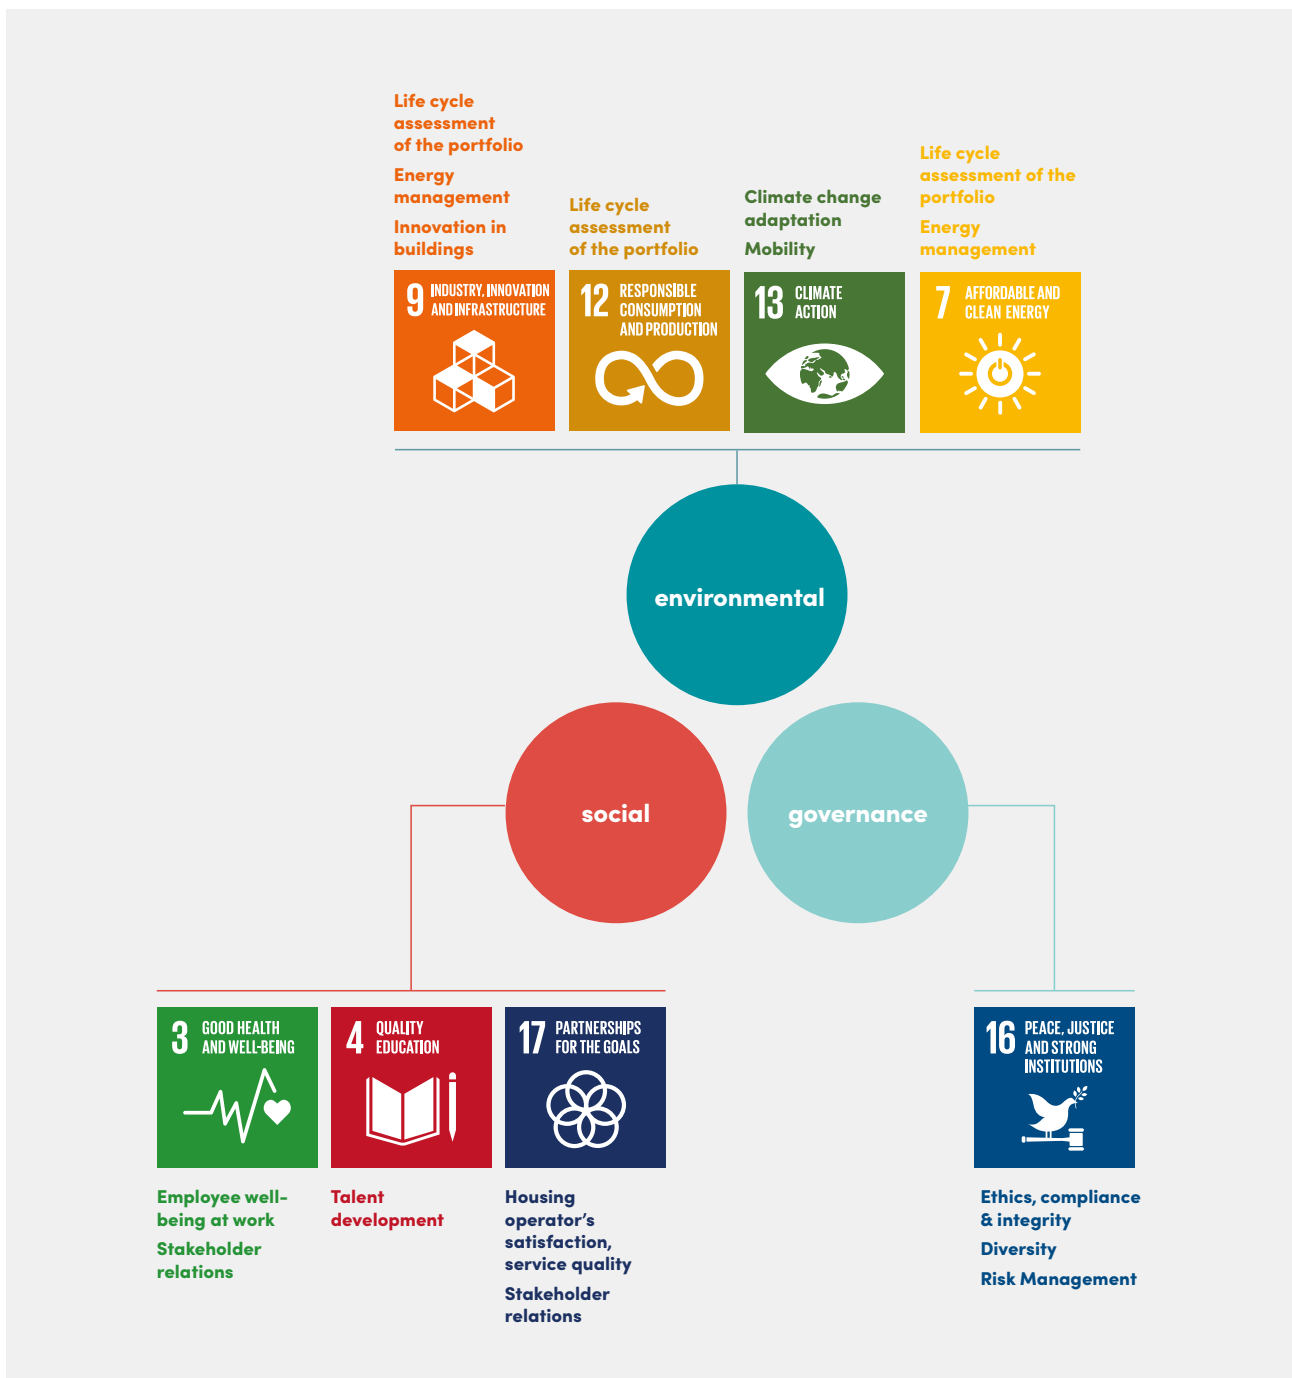 Life cycle
assessment
of the portfolio
Energy
management
Innovation in
buildings
9 INDUSTRY, INNOVATION
AND INFRASTRUCTURE
Life cycle
assessment
of the portfolio
12 RESPONSIBLE
CONSUMPTION
AND PRODUCTION
Climate change
adaptation
Mobility
13 CLIMATE
ACTION
Life cycle
assessment of the
portfolio
Energy
management
7 AFFORDABLE AND
CLEAN ENERGY
environmental
social
governance
3 GOOD HEALTH
AND WELL-BEING
Employee well-
being at work
Stakeholder
relations
4 QUALITY
EDUCATION
Talent
development
17 PARTNERSHIPS
FOR THE GOALS
Housing
operator’s
satisfaction,
service quality
Stakeholder
relations
16 PEACE, JUSTICE
AND STRONG
INSTITUTIONS
Ethics, compliance
& integrity
Diversity
Risk Management